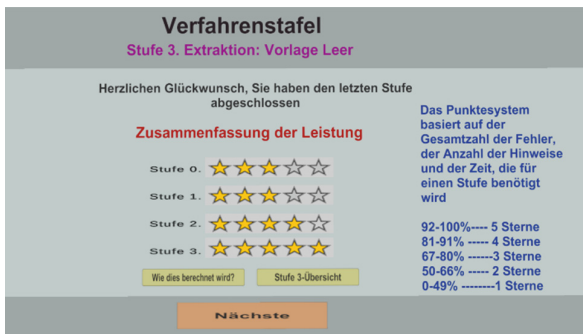 Verfahrenstafel
Stufe 3. Extraktion: Vorlage Leer
Herzlichen Glückwunsch, Sie haben den letzten Stufe
abgeschlossen
Zusammenfassung der Leistung
Stufe 0.
Stufe 1.
Stufe 2.
Stufe 3.
Wie dies berechnet wird?
Stufe 3-Übersicht
Nächste
Das Punktesystem
basiert auf der
Gesamtzahl der Fehler,
der Anzahl der Hinweise
und der Zeit, die für
einen Stufe benötigt
wird
92-100%---- 5 Sterne
81-91% ----- 4 Sterne
67-80% ------3 Sterne
50-66% ----- 2 Sterne
0-49% --------1 Sterne